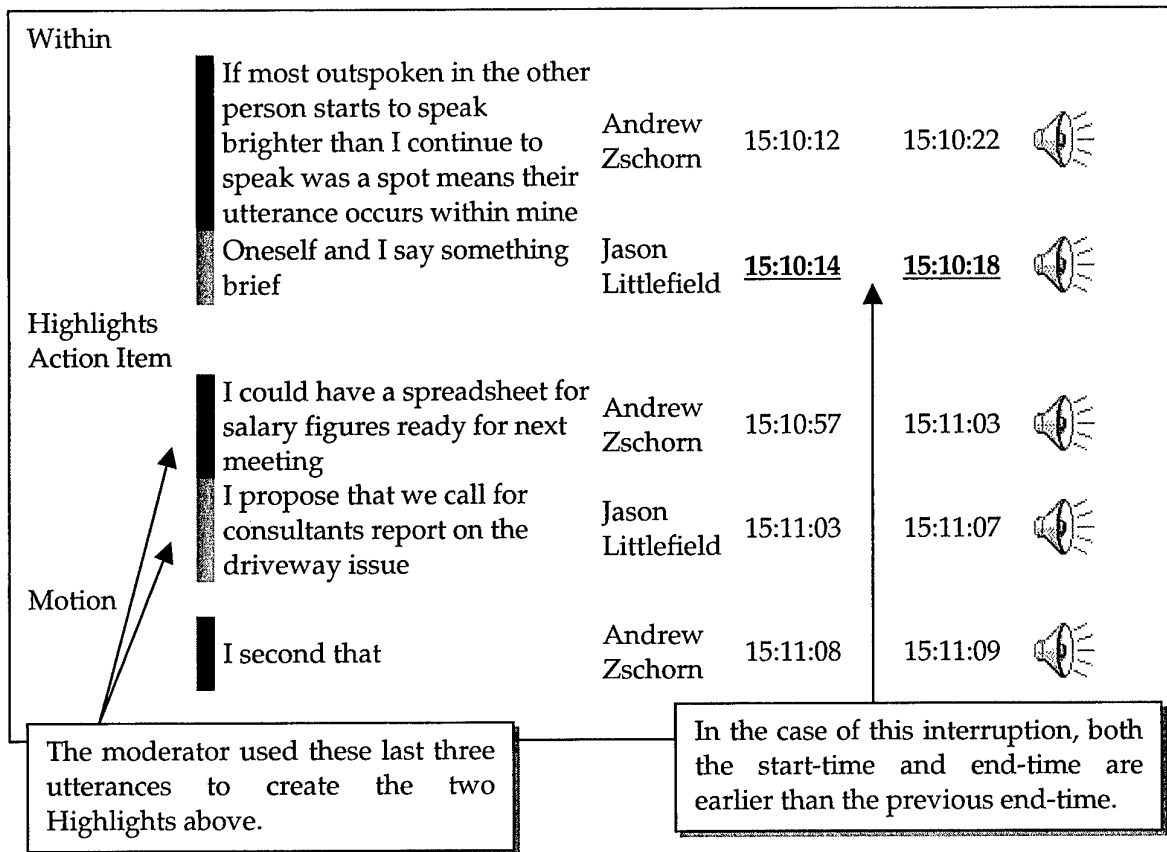 Within
If most outspoken in the other
person starts to speak
brighter than I continue to
speak was a spot means their
utterance occurs within mine
Andrew
Zschorn
15:10:12 15:10:22
Oneself and I say something
brief
Jason
Littlefield
15:10:14 15:10:18
Highlights
Action Item
I could have a spreadsheet for
salary figures ready for next
meeting
Andrew
Zschorn
15:10:57 15:11:03
I propose that we call for
consultants report on the
driveway issue
Jason
Littlefield
15:11:03 15:11:07
Motion
I second that
Andrew
Zschorn
15:11:08 15:11:09
The moderator used these last three
utterances to create the two
Highlights above.
In the case of this interruption, both
the start-time and end-time are
earlier than the previous end-time.